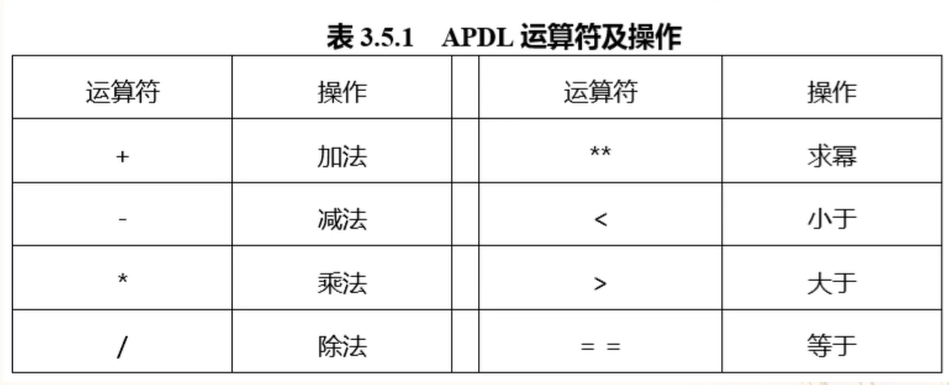 表 3.5.1 APDL 运算符及操作
运算符 操作 运算符 操作
+ 加法 ** 求幂
- 减法 < 小于
* 乘法 > 大于
/ 除法 = = 等于